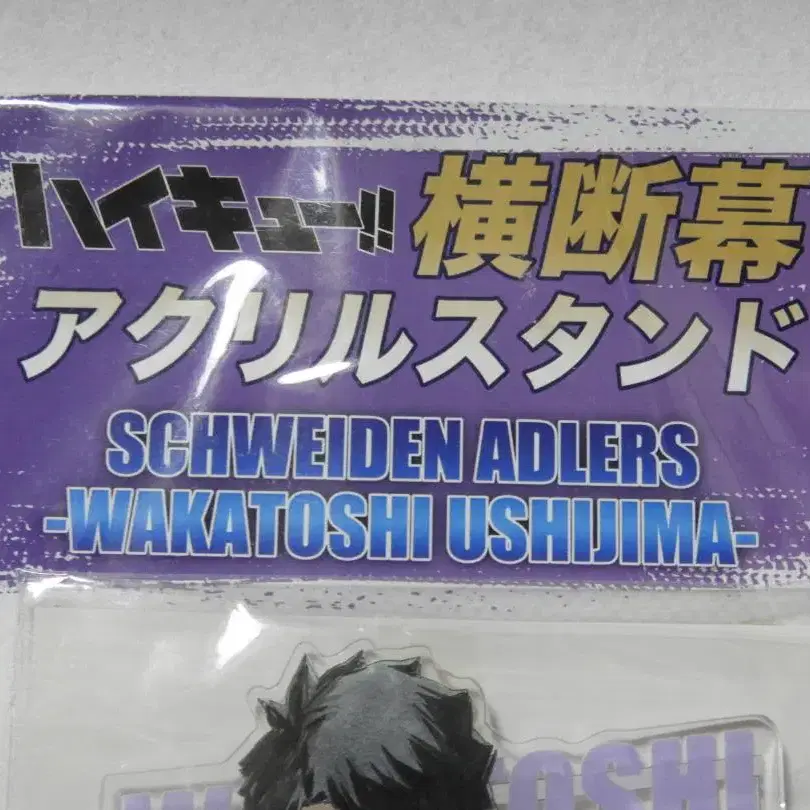 ハイキュー!! 横断幕
アクリルスタンド
SCHWEIDEN ADLERS
-WAKATOSHI USHIJIMA-